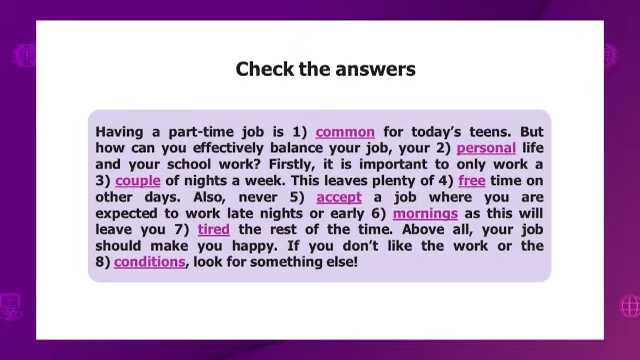 Check the answers
Having a part-time job is 1) common for today's teens. But
how can you effectively balance your job, your 2) personal life
and your school work? Firstly, it is important to only work a
3) couple of nights a week. This leaves plenty of 4) free time on
other days. Also, never 5) accept a job where you are
expected to work late nights or early 6) mornings as this will
leave you 7) tired the rest of the time. Above all, your job
should make you happy. If you don't like the work or the
8) conditions, look for something else!